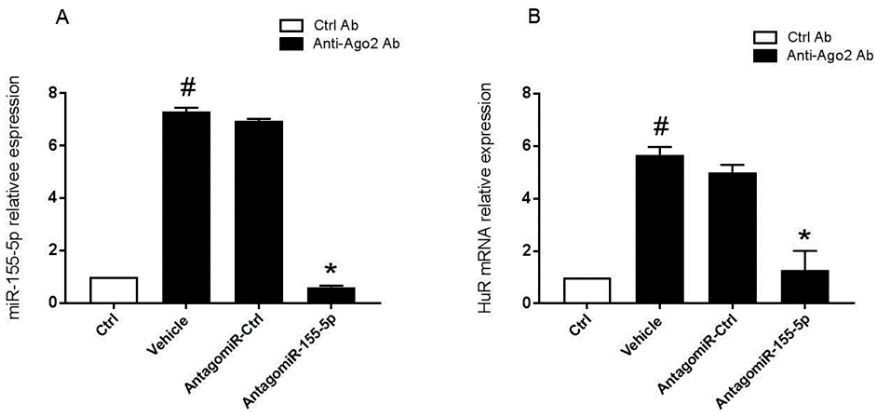 A
Ctrl Ab
Anti-Ago2 Ab
miR-155-5p relativee espression
8
6
4
2
0
#
*
Ctrl
Vehicle
AntagomiR-Ctrl
AntagomiR-155-5p
B
Ctrl Ab
Anti-Ago2 Ab
HuR mRNA relative expression
8
6
4
2
0
#
*
Ctrl
Vehicle
AntagomiR-Ctrl
AntagomiR-155-5p